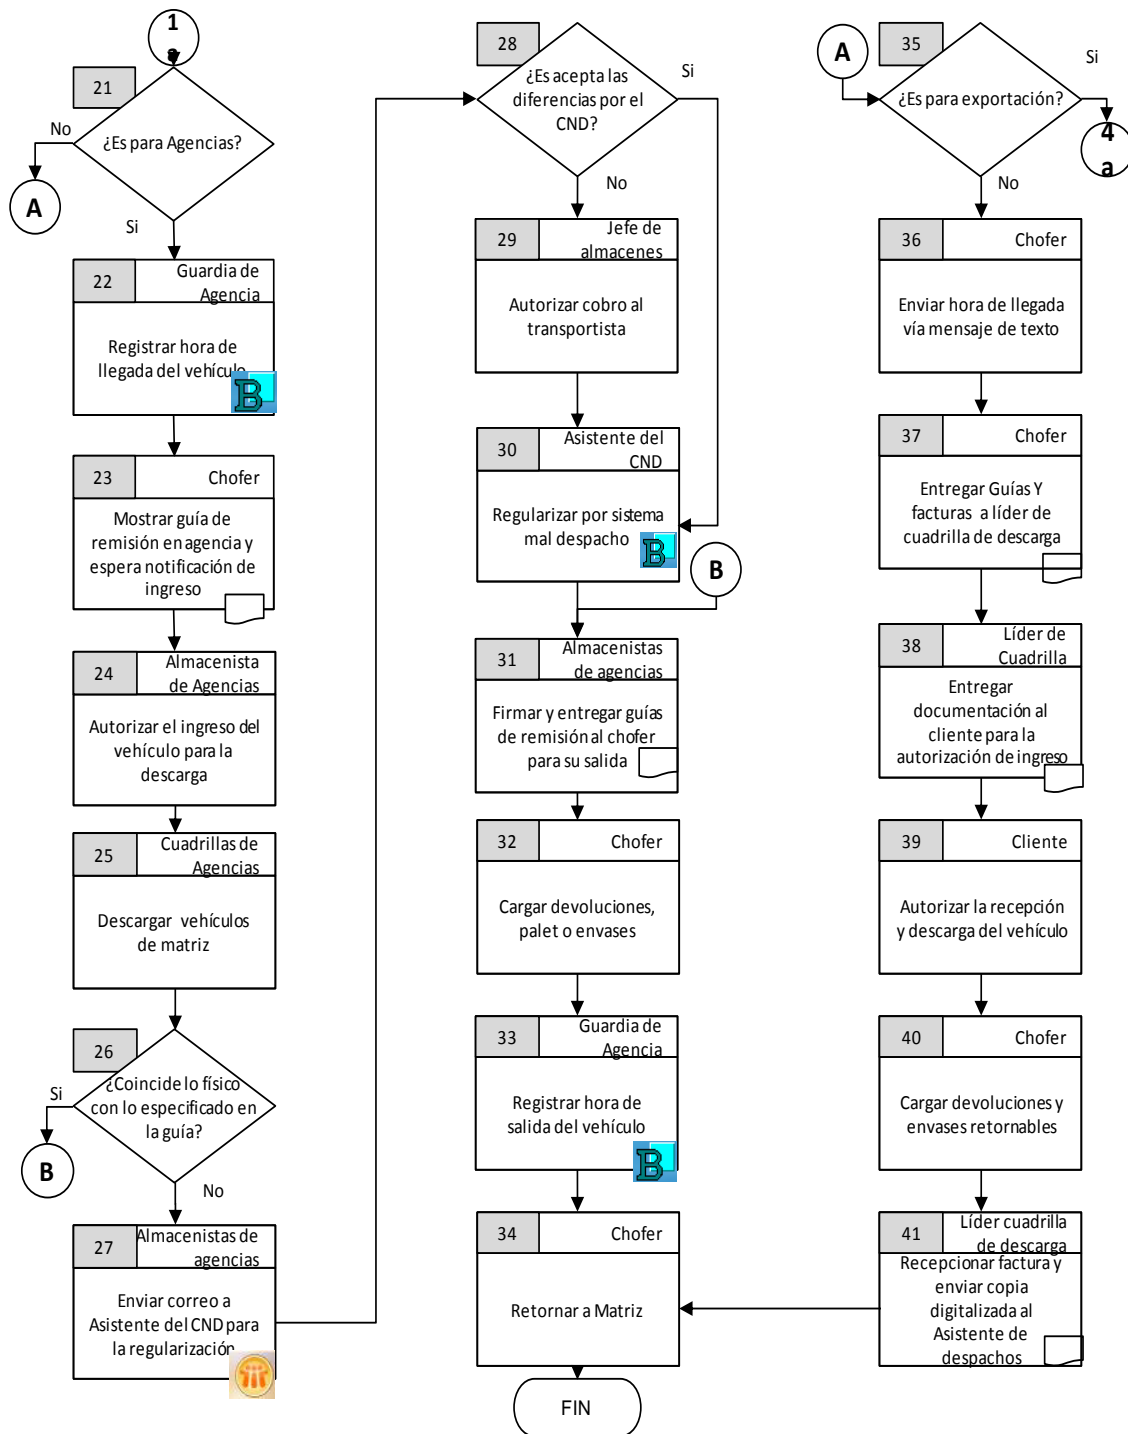 1
a
21
¿Es para Agencias?
No
A
Si
22
Guardia de
Agencia
Registrar hora de
llegada del vehículo
B
23
Chofer
Mostrar guía de
remisión en agencia y
espera notificación de
ingreso
24
Almacenista
de Agencias
Autorizar el ingreso del
vehículo para la
descarga
25
Cuadrillas de
Agencias
Descargar vehículos
de matriz
26
¿Coincide lo físico
con lo especificado en
la guía?
Si
B
No
27
Almacenistas de
agencias
Enviar correo a
Asistente del CND para
la regularización
28
¿Es acepta las
diferencias por el
CND?
Si
No
29
Jefe de
almacenes
Autorizar cobro al
transportista
30
Asistente del
CND
Regularizar por sistema
mal despacho
B
B
31
Almacenistas
de agencias
Firmar y entregar guías
de remisión al chofer
para su salida
32
Chofer
Cargar devoluciones,
palet o envases
33
Guardia de
Agencia
Registrar hora de
salida del vehículo
B
34
Chofer
Retornar a Matriz
FIN
A
35
¿Es para exportación?
Si
4
a
No
36
Chofer
Enviar hora de llegada
vía mensaje de texto
37
Chofer
Entregar Guías Y
facturas a líder de
cuadrilla de descarga
38
Líder de
Cuadrilla
Entregar
documentación al
cliente para la
autorización de ingreso
39
Cliente
Autorizar la recepción
y descarga del vehículo
40
Chofer
Cargar devoluciones y
envases retornables
41
Líder cuadrilla
de descarga
Recepcionar factura y
enviar copia
digitalizada al
Asistente de
despachos